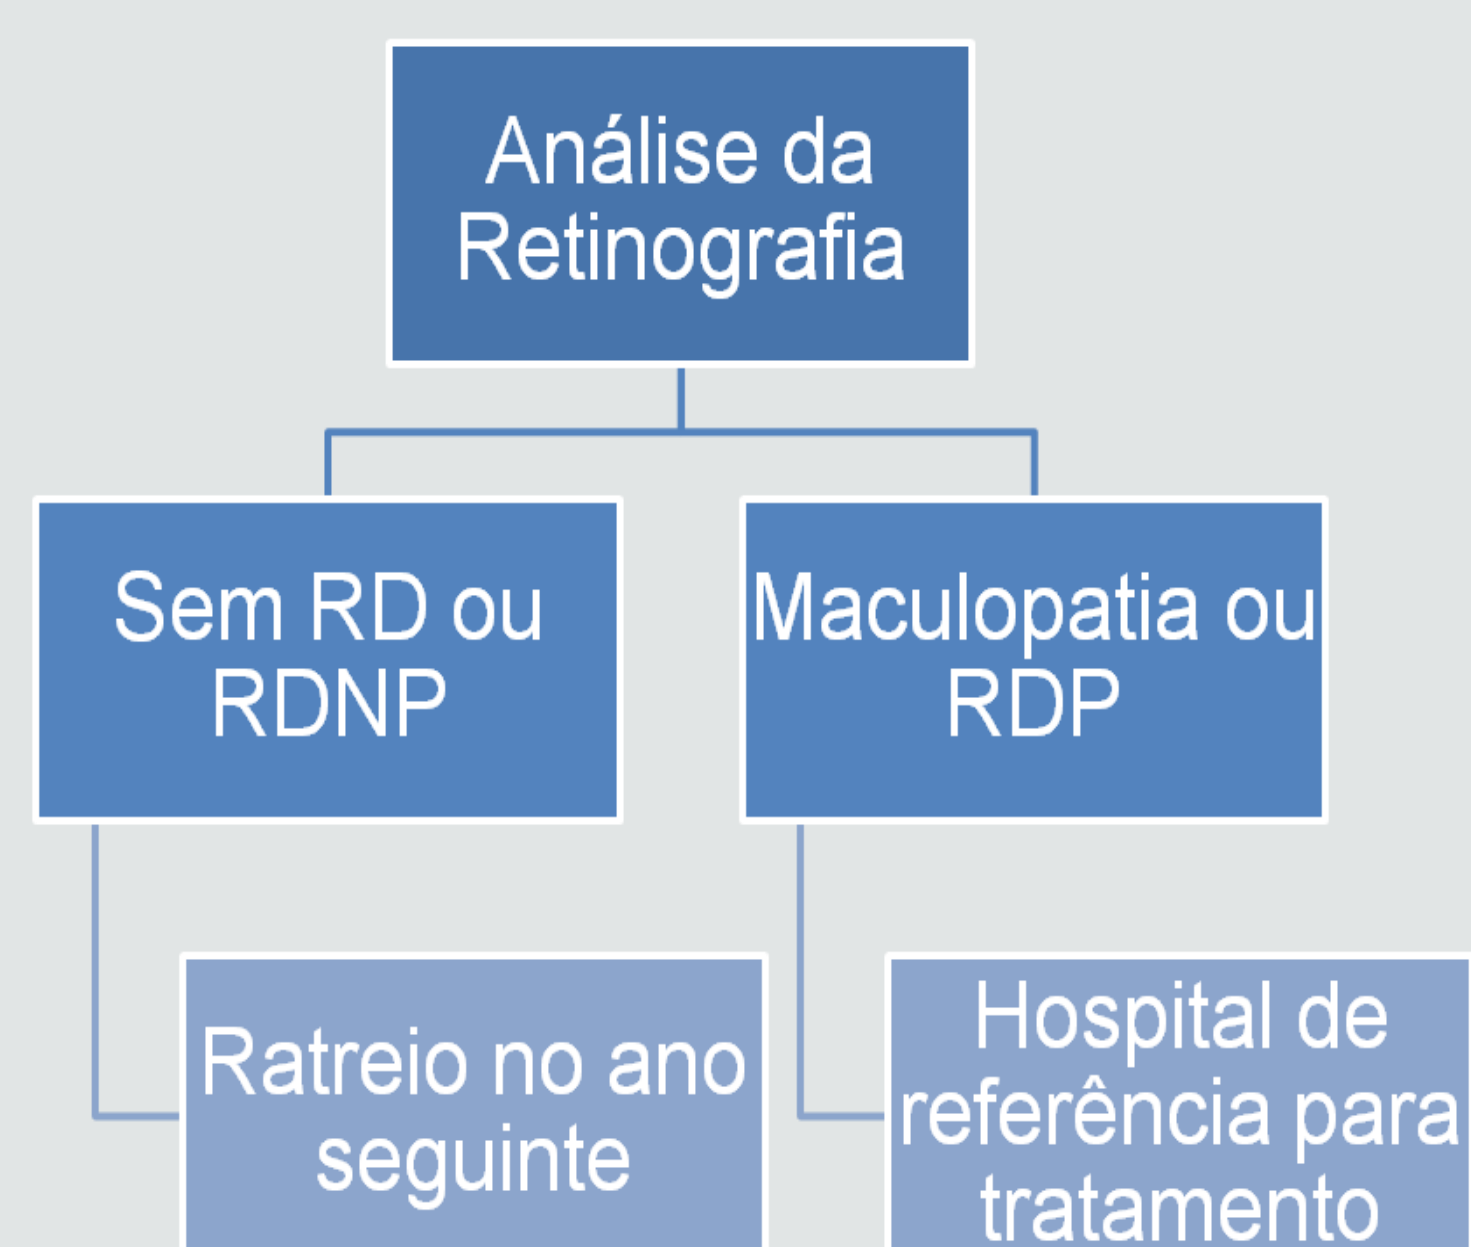 Análise da
Retinografia
Sem RD ou
RDNP
Maculopatia ou
RDP
Ratreio no ano
seguinte
Hospital de
referência para
tratamento